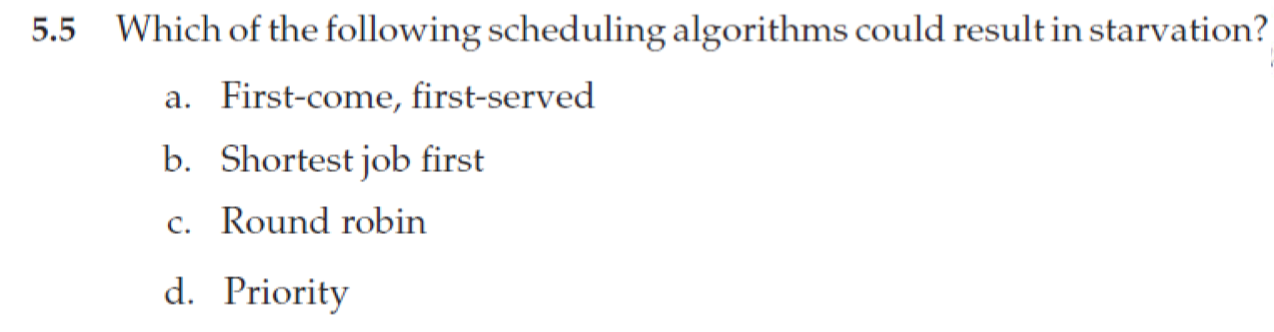 5.5 Which of the following scheduling algorithms could result in starvation?
a. First-come, first-served
b. Shortest job first
c. Round robin
d. Priority